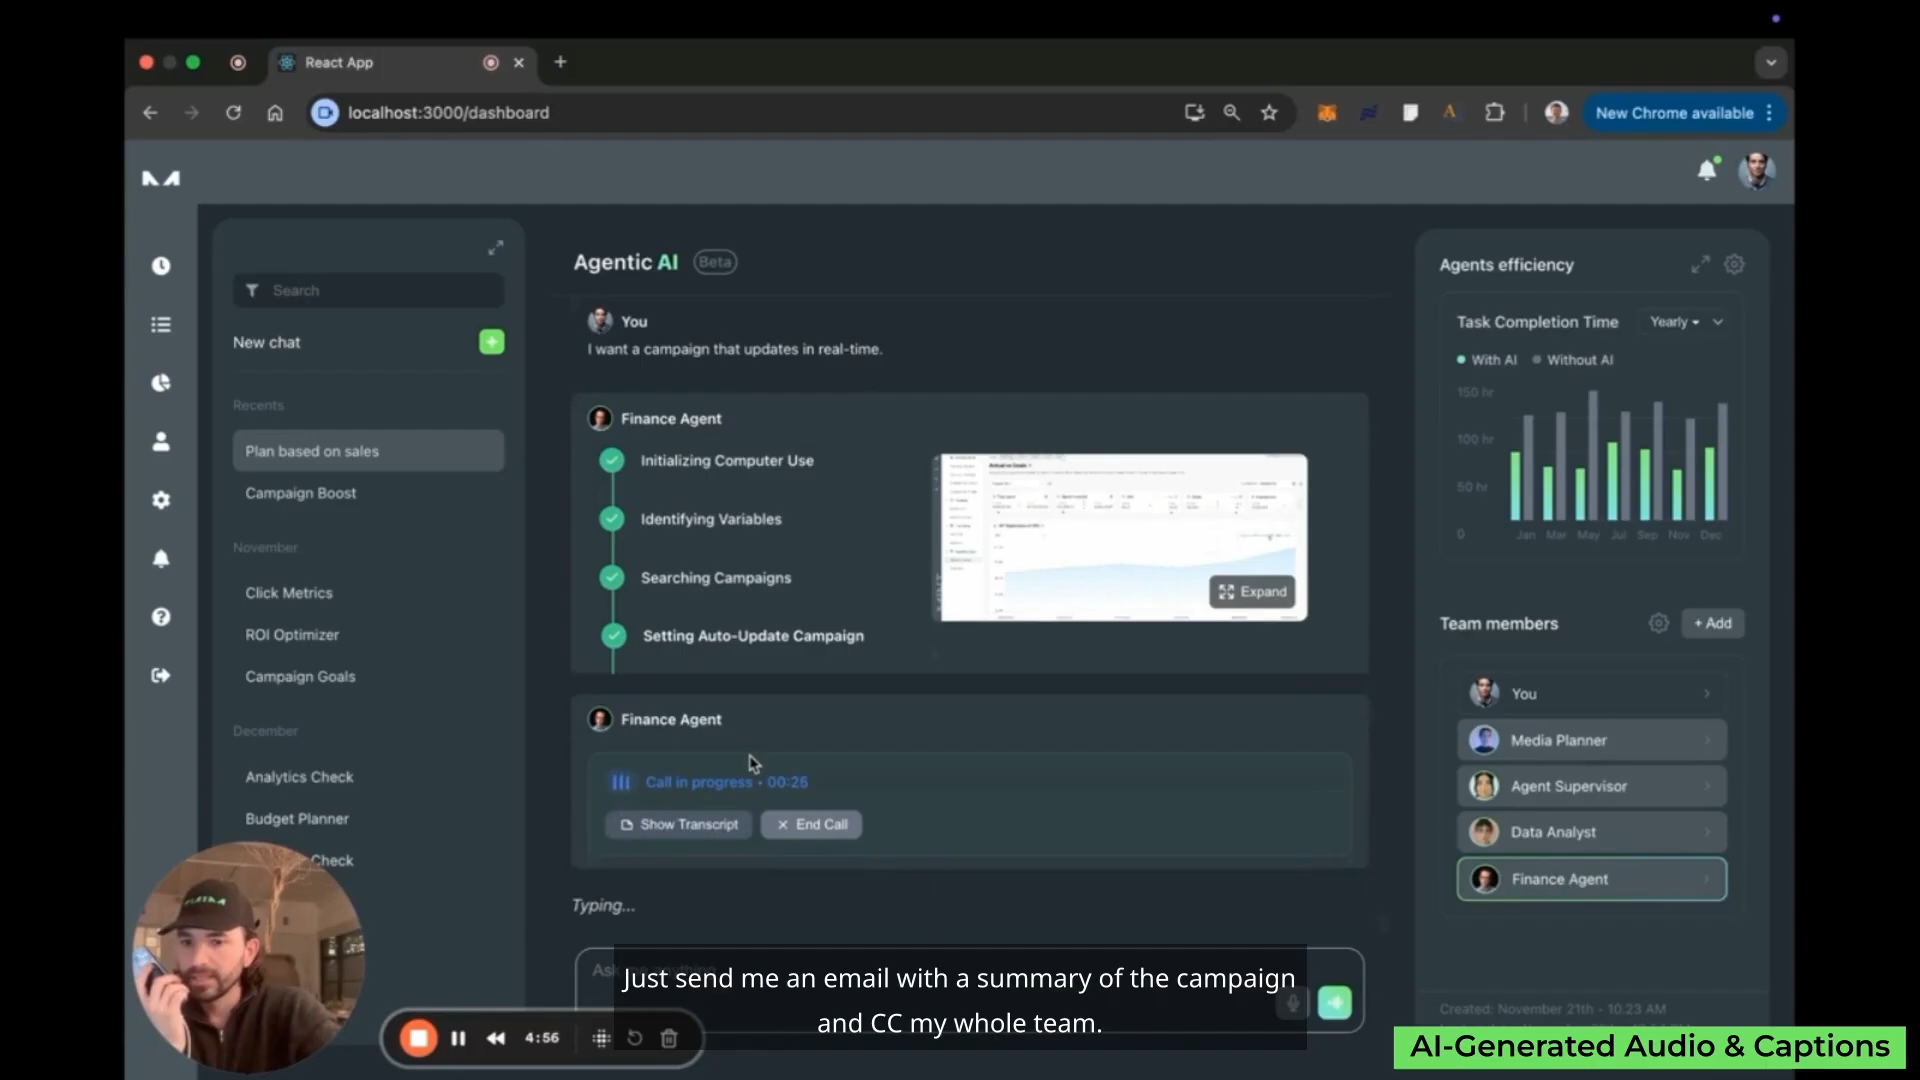 React App
localhost:3000/dashboard
New Chrome available
Search
New chat
Recents
Plan based on sales
Campaign Boost
November
Click Metrics
ROI Optimizer
Campaign Goals
December
Analytics Check
Budget Planner
Check
Agentic AI Beta
You
I want a campaign that updates in real-time.
Finance Agent
Initializing Computer Use
Identifying Variables
Searching Campaigns
Setting Auto-Update Campaign
Expand
Finance Agent
Call in progress • 00:25
Show Transcript
End Call
Typing...
Just send me an email with a summary of the campaign
and CC my whole team.
4:56
Agents efficiency
Task Completion Time Yearly
With AI Without AI
150 hr
100 hr
50 hr
0
Jan Mar May Jul Sep Nov Dec
Team members + Add
You
Media Planner
Agent Supervisor
Data Analyst
Finance Agent
Created: November 21th - 10.23 AM
AI-Generated Audio & Captions